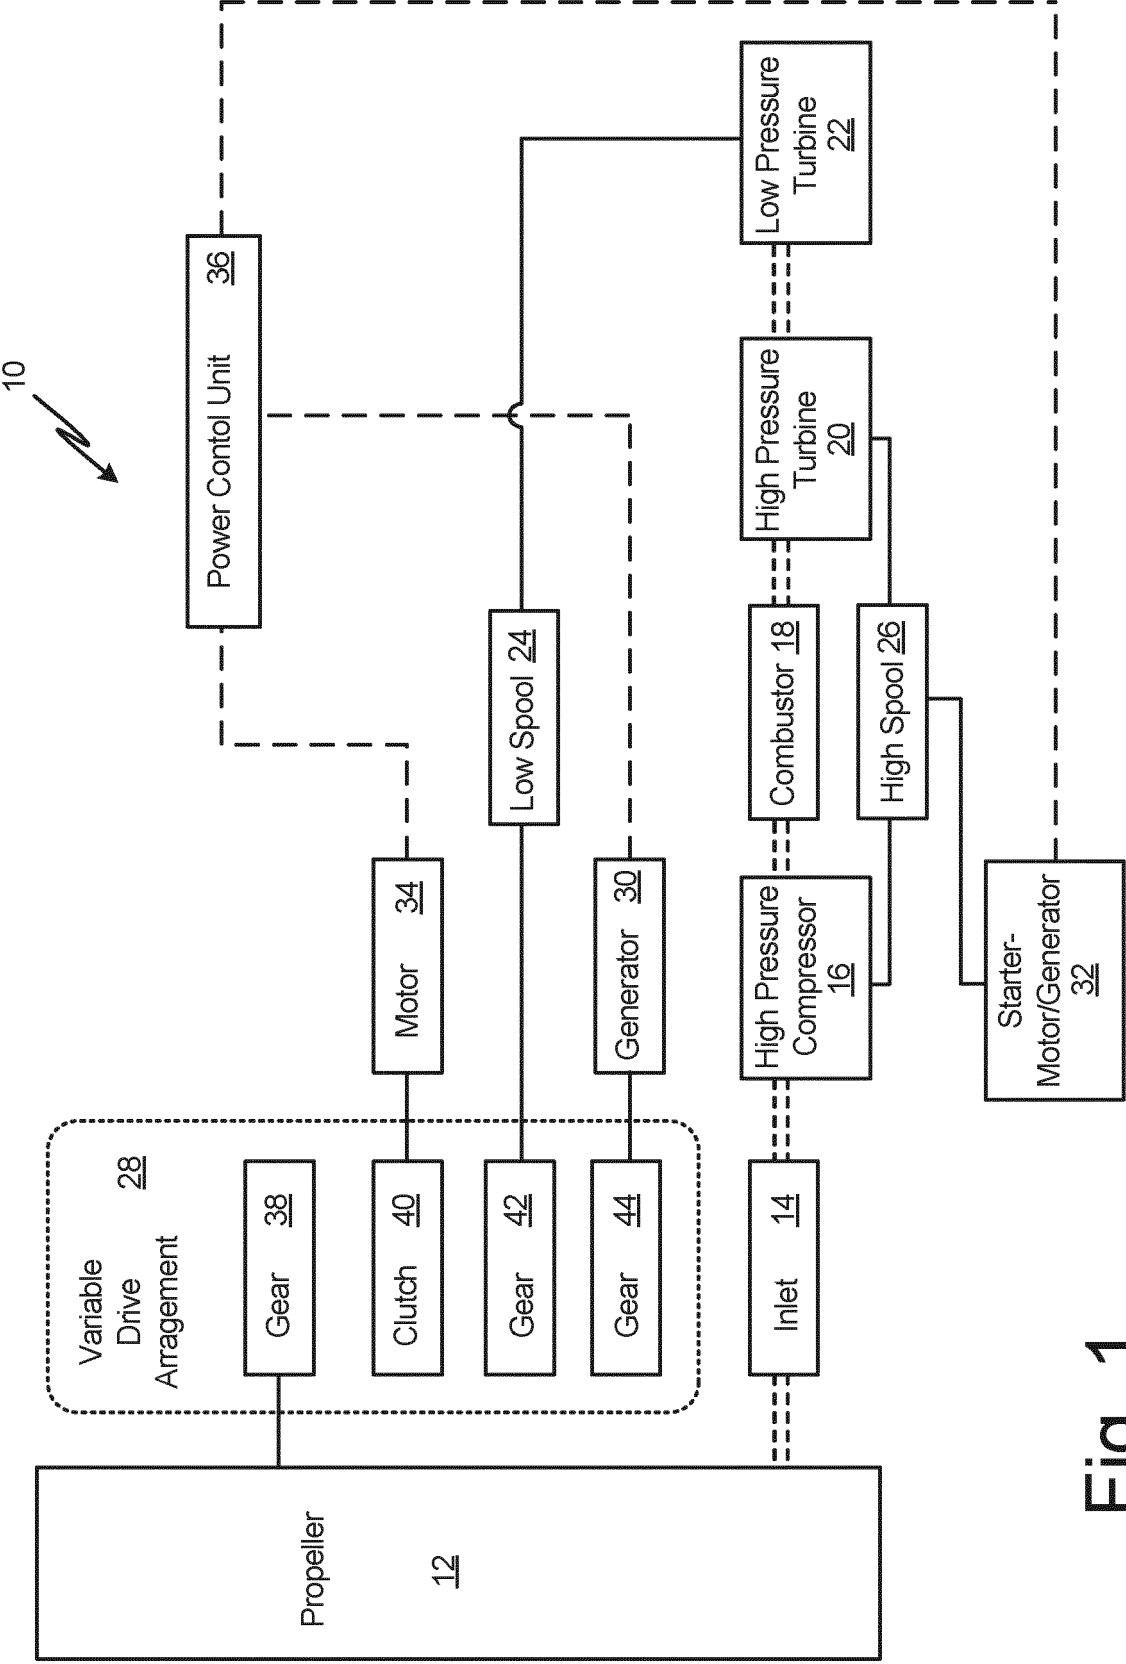 10
Power Contol Unit 36
Variable
Drive
Arragement
28
Gear 38
Clutch 40
Gear 42
Gear 44
Motor 34
Low Spool 24
Generator 30
Propeller
12
Inlet 14
High Pressure
Compressor
16
Combustor 18
High Pressure
Turbine
20
Low Pressure
Turbine
22
High Spool 26
Starter-
Motor/Generator
32
Fig. 1